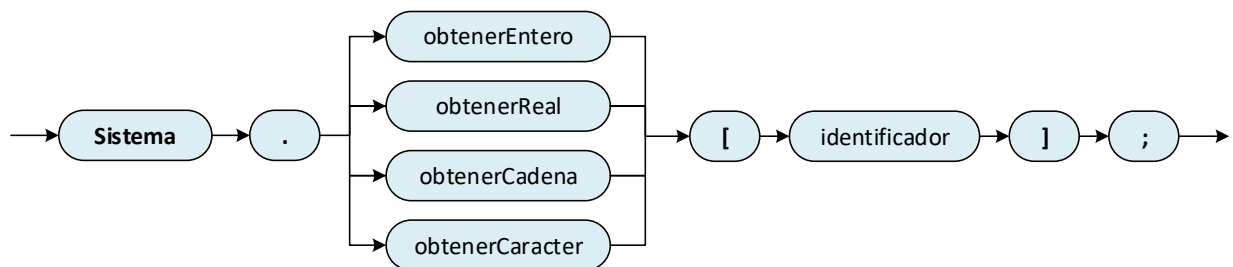 obtenerEntero
obtenerReal
Sistema . [ identificador ] ;
obtenerCadena
obtenerCaracter